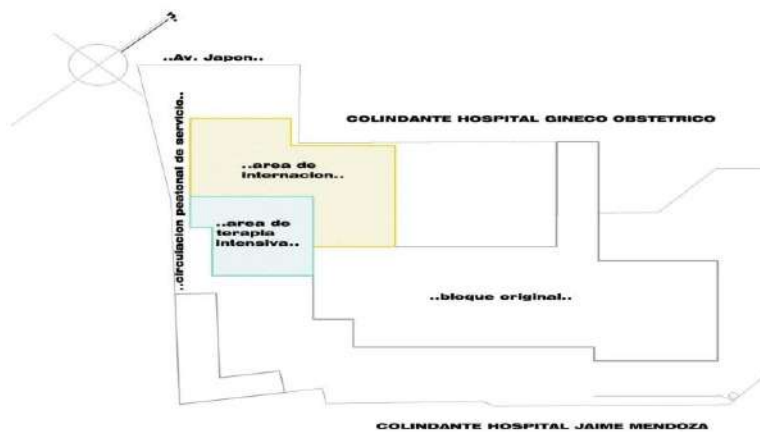 n.
..Av. Japon..
COLINDANTE HOSPITAL GINECO OBSTETRICO
..circulacion peatonal de servicio..
..area de
internacion..
..area de
terapia
intensiva..
..bloque original..
COLINDANTE HOSPITAL JAIME MENDOZA